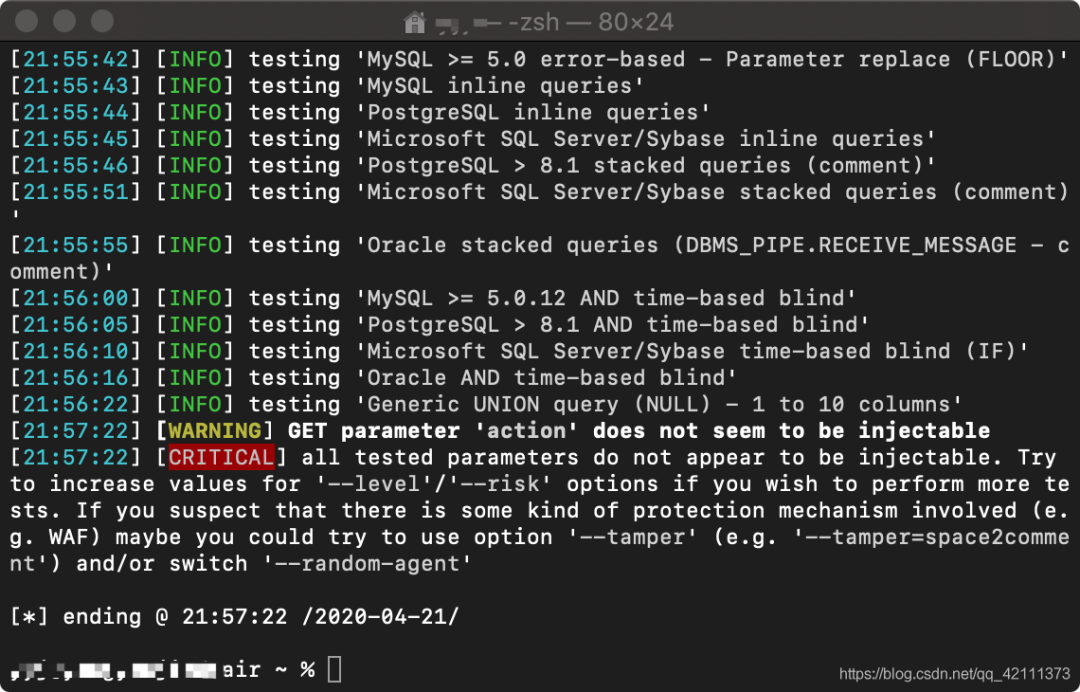 -zsh — 80×24
[21:55:42] [INFO] testing 'MySQL >= 5.0 error-based - Parameter replace (FLOOR)'
[21:55:43] [INFO] testing 'MySQL inline queries'
[21:55:44] [INFO] testing 'PostgreSQL inline queries'
[21:55:45] [INFO] testing 'Microsoft SQL Server/Sybase inline queries'
[21:55:46] [INFO] testing 'PostgreSQL > 8.1 stacked queries (comment)'
[21:55:51] [INFO] testing 'Microsoft SQL Server/Sybase stacked queries (comment)
'
[21:55:55] [INFO] testing 'Oracle stacked queries (DBMS_PIPE.RECEIVE_MESSAGE - c
omment)'
[21:56:00] [INFO] testing 'MySQL >= 5.0.12 AND time-based blind'
[21:56:05] [INFO] testing 'PostgreSQL > 8.1 AND time-based blind'
[21:56:10] [INFO] testing 'Microsoft SQL Server/Sybase time-based blind (IF)'
[21:56:16] [INFO] testing 'Oracle AND time-based blind'
[21:56:22] [INFO] testing 'Generic UNION query (NULL) - 1 to 10 columns'
[21:57:22] [WARNING] GET parameter 'action' does not seem to be injectable
[21:57:22] [CRITICAL] all tested parameters do not appear to be injectable. Try
to increase values for '--level'/'--risk' options if you wish to perform more te
sts. If you suspect that there is some kind of protection mechanism involved (e.
g. WAF) maybe you could try to use option '--tamper' (e.g. '--tamper=space2comme
nt') and/or switch '--random-agent'
[*] ending @ 21:57:22 /2020-04-21/
air ~ %
https://blog.csdn.net/qq_42111373